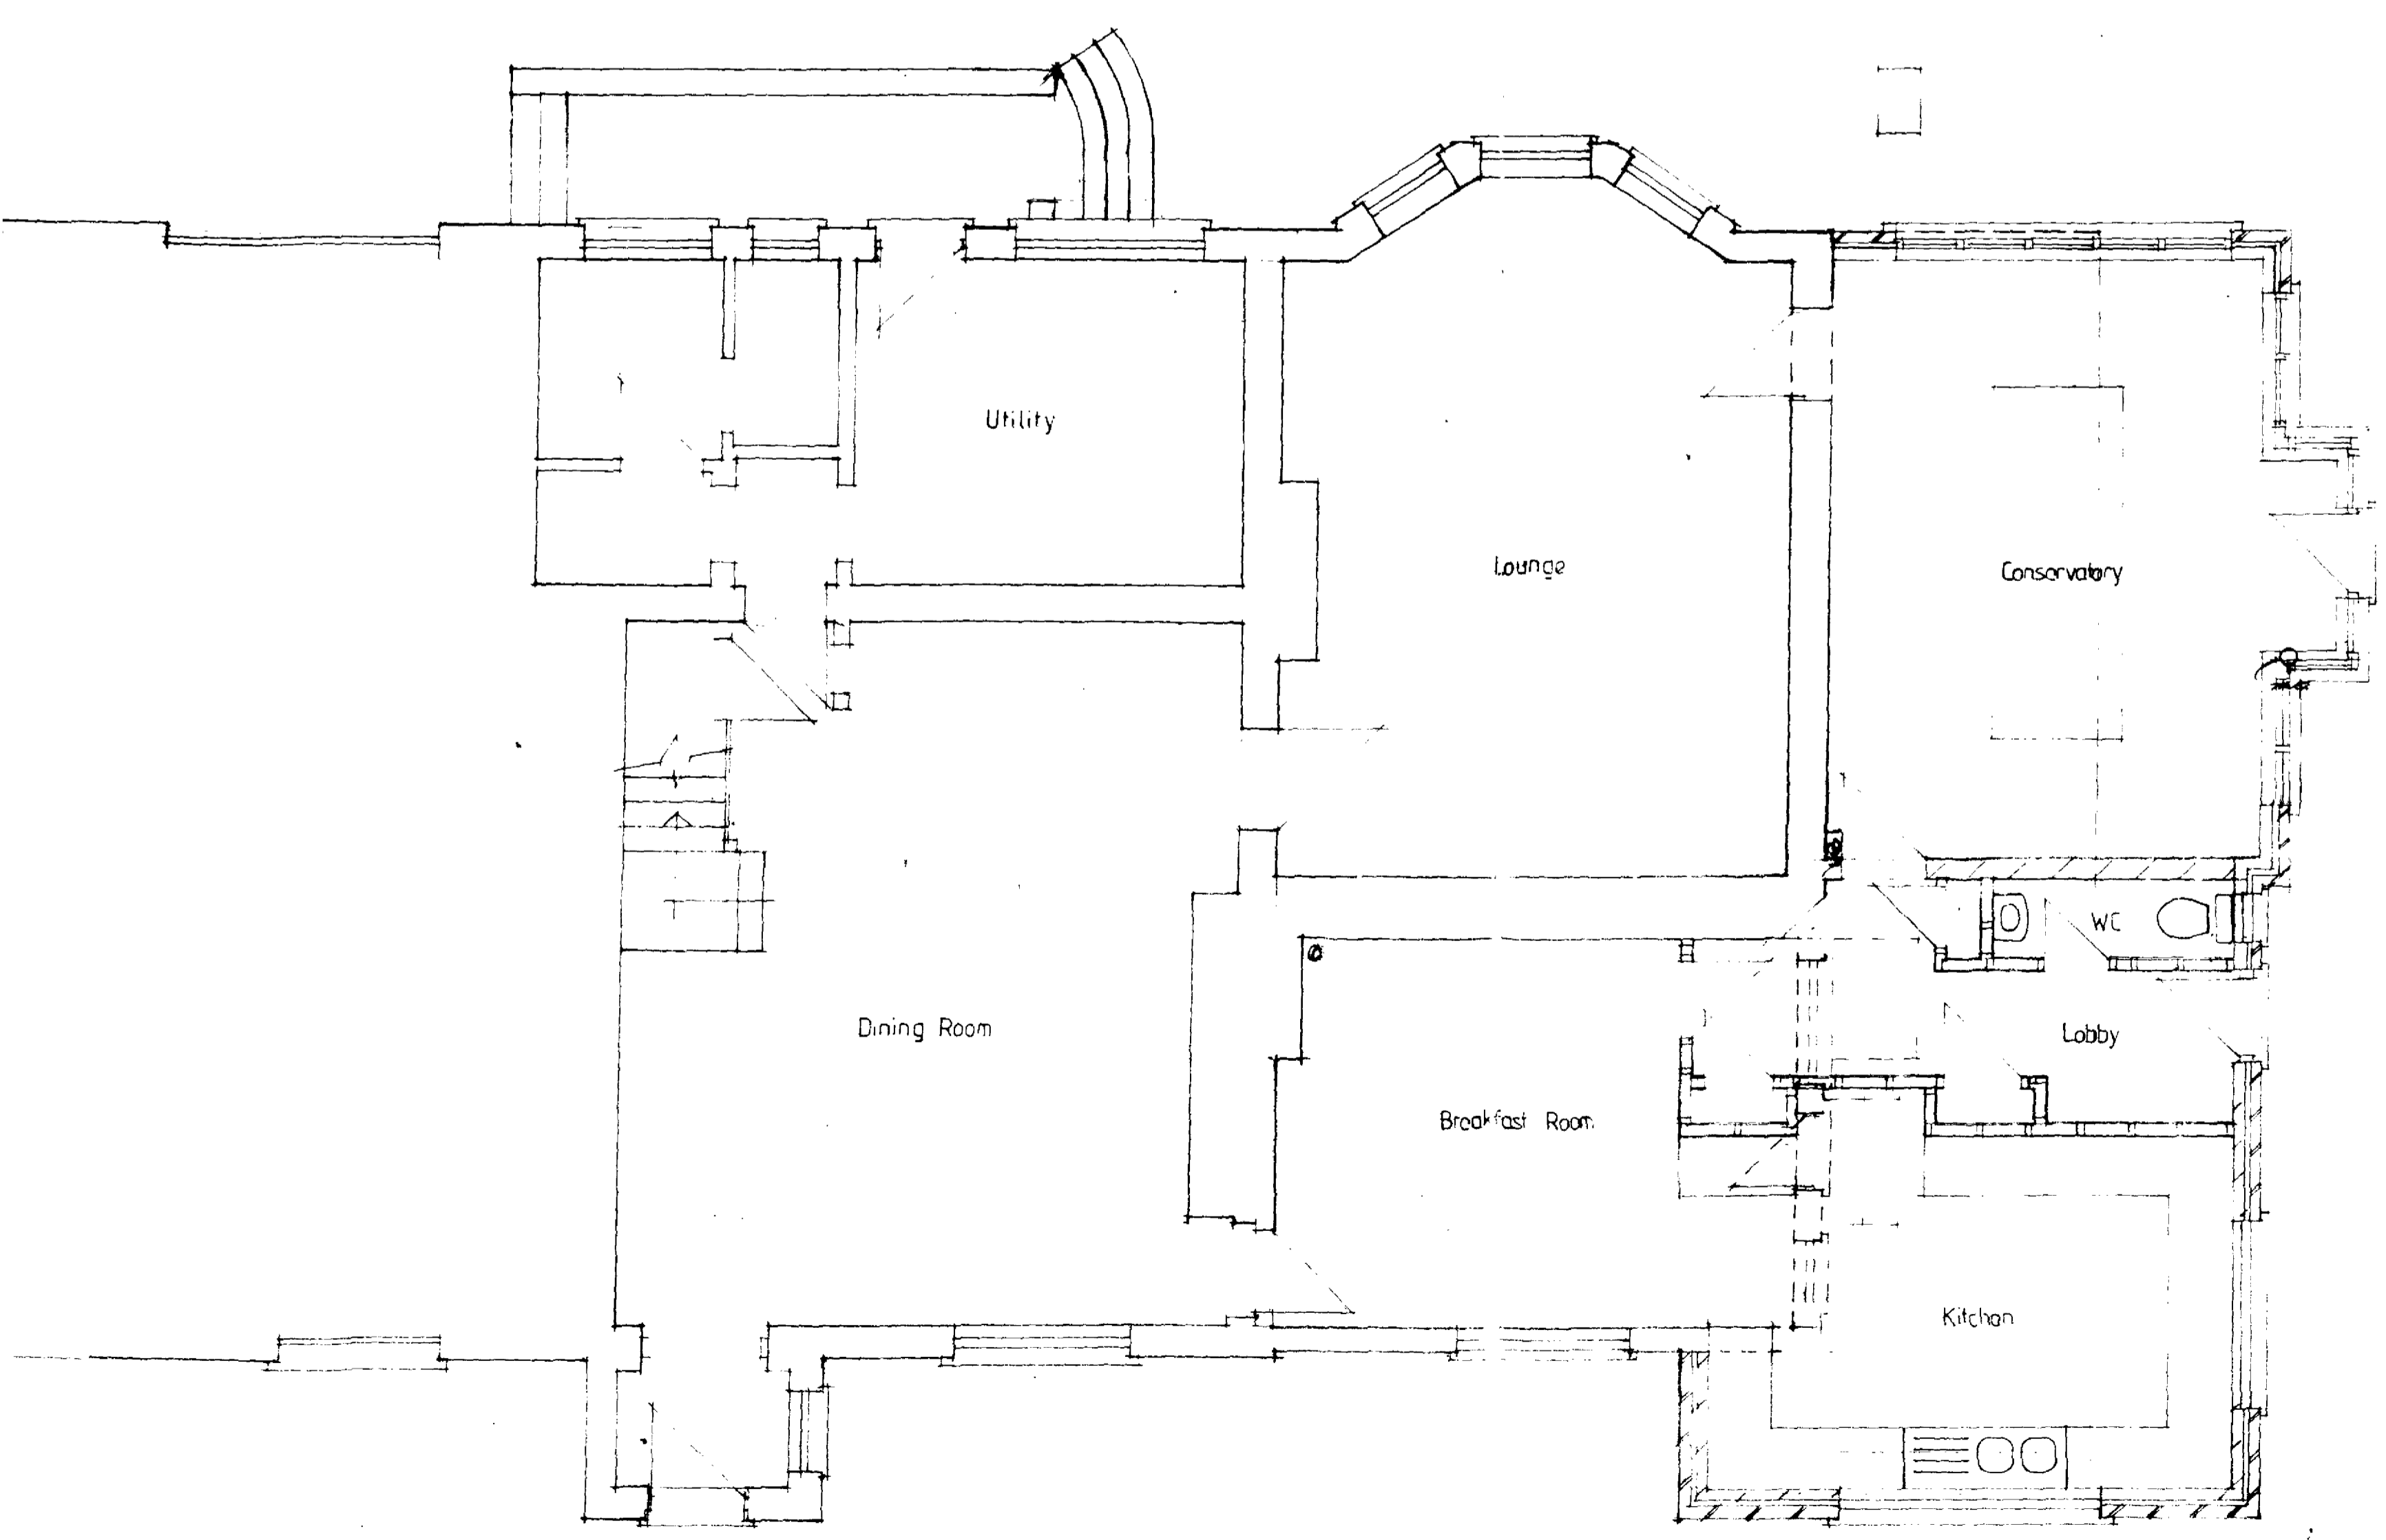 Utility
Lounge
Conservatory
WC
Dining Room
Lobby
Breakfast Room
Kitchen